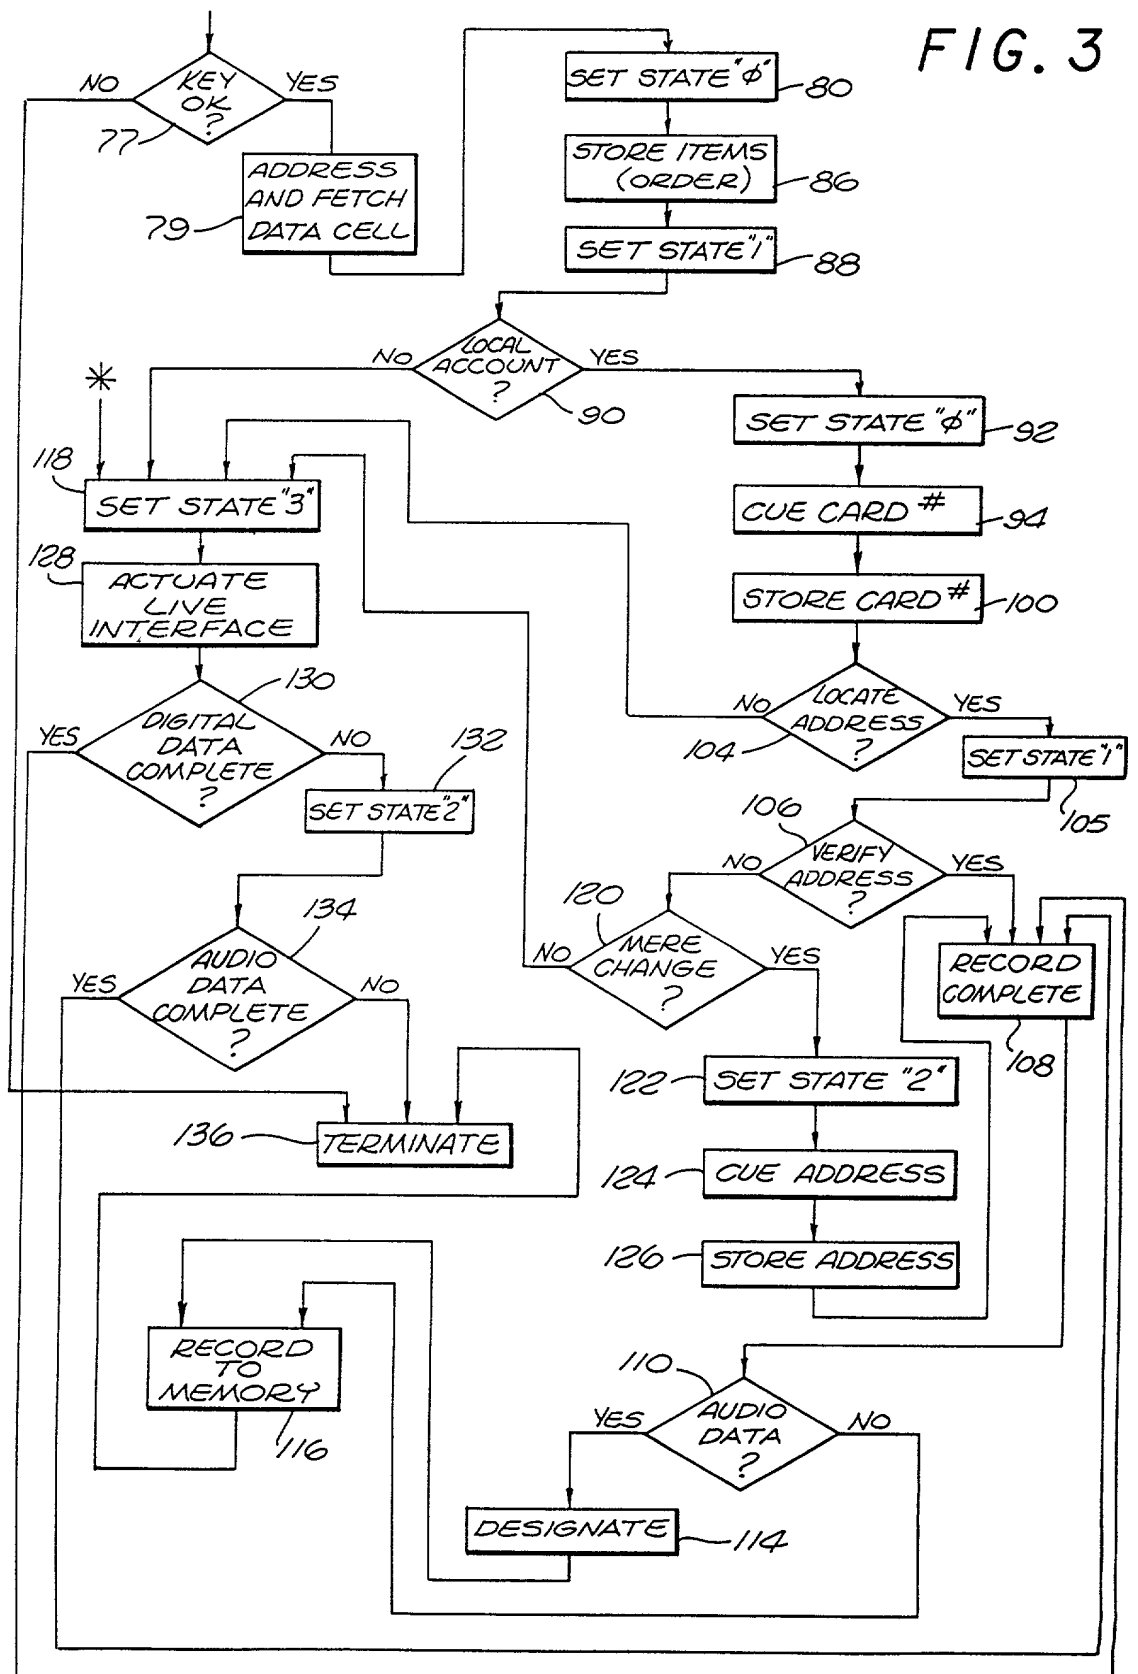 FIG. 3
NO
KEY
OK
?
YES
77
ADDRESS
AND FETCH
DATA CELL
79
SET STATE "φ"
80
STORE ITEMS
(ORDER)
86
SET STATE "1"
88
NO
LOCAL
ACCOUNT
?
YES
90
*
SET STATE "φ"
92
118
SET STATE "3"
CUE CARD #
94
128
ACTUATE
LIVE
INTERFACE
STORE CARD #
100
130
YES
DIGITAL
DATA
COMPLETE
?
NO
NO
LOCATE
ADDRESS
?
YES
104
132
SET STATE "2"
SET STATE "1"
105
106
NO
VERIFY
ADDRESS
?
YES
134
YES
AUDIO
DATA
COMPLETE
?
NO
120
NO
MERE
CHANGE
?
YES
RECORD
COMPLETE
108
122
SET STATE "2"
136
TERMINATE
124
CUE ADDRESS
126
STORE ADDRESS
RECORD
TO
MEMORY
116
110
YES
AUDIO
DATA
?
NO
DESIGNATE
114